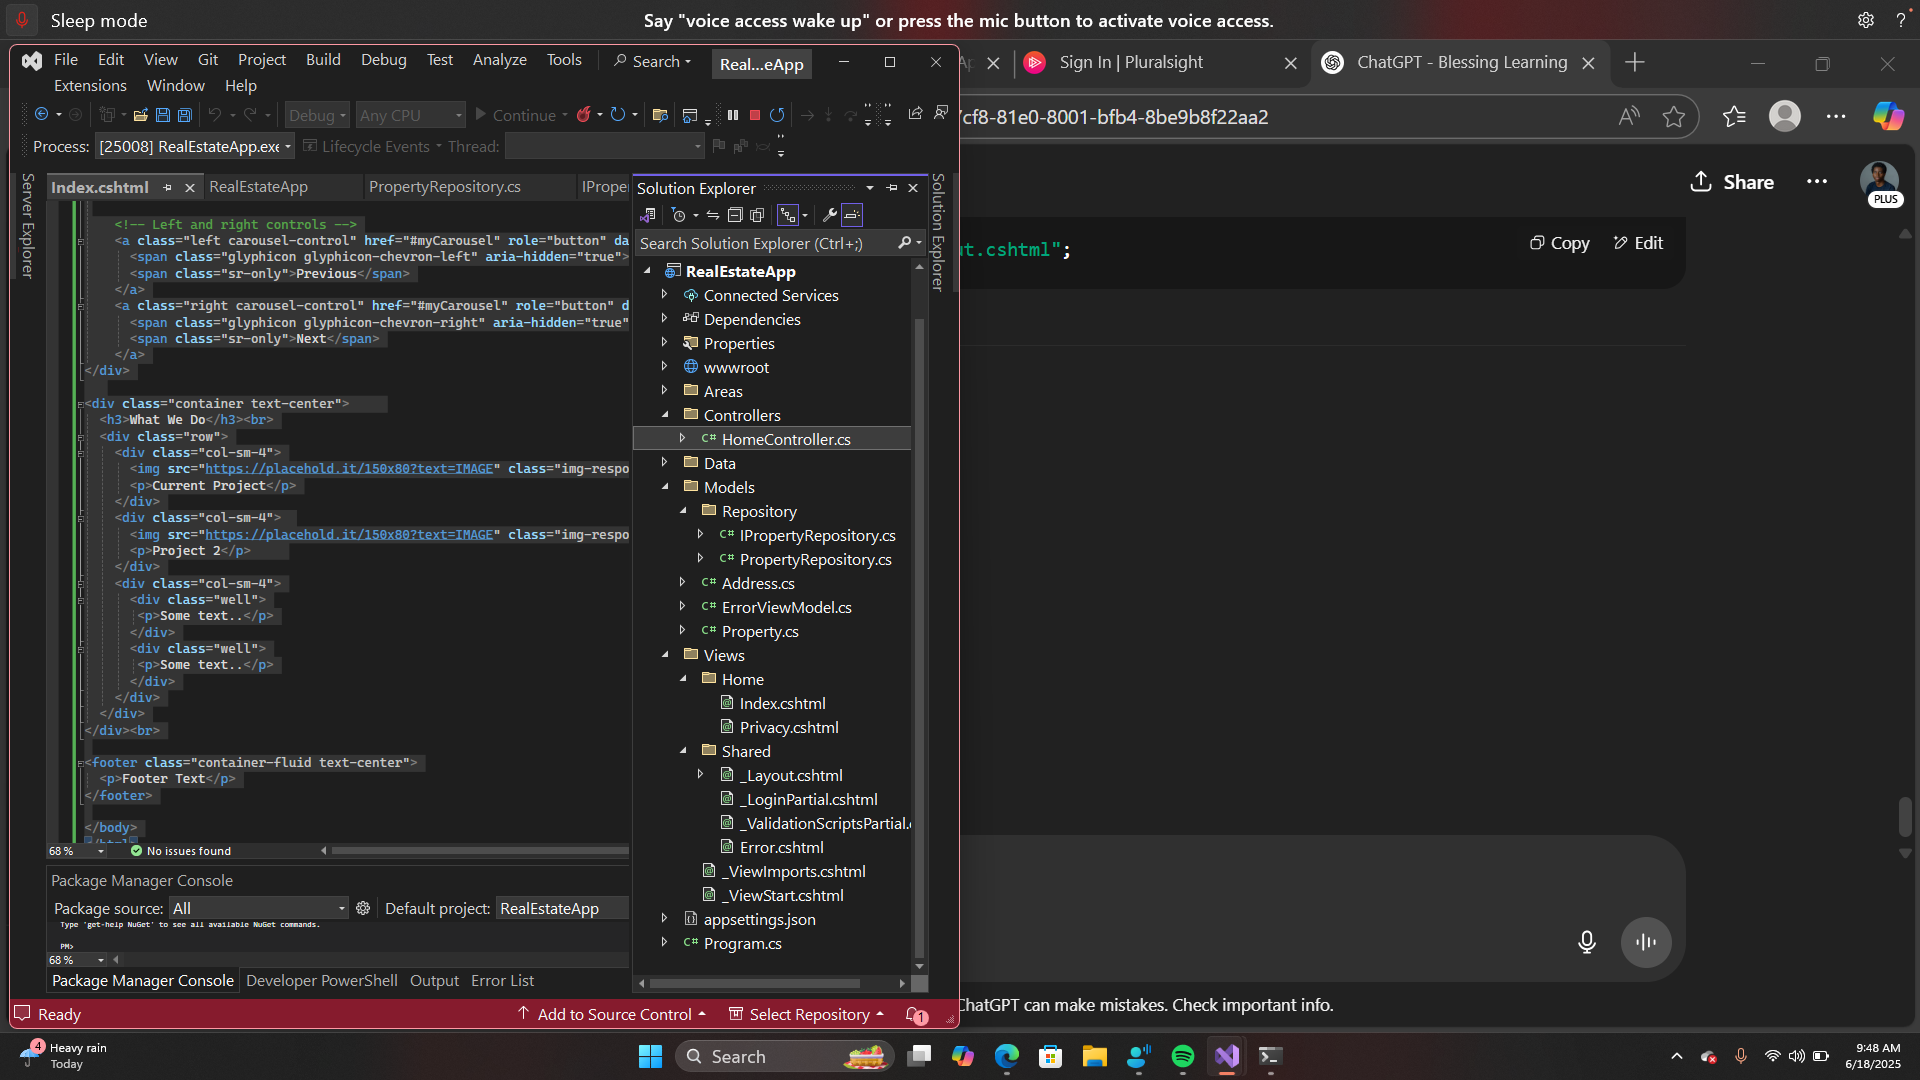 Sleep mode
Say "voice access wake up" or press the mic button to activate voice access.
File Edit View Git Project Build Debug Test Analyze Tools Search Real...eApp
Extensions Window Help
Debug Any CPU Continue
Process: [25008] RealEstateApp.exe Lifecycle Events Thread:
Server Explorer
Index.cshtml RealEstateApp PropertyRepository.cs IProper
<!-- Left and right controls -->
<a class="left carousel-control" href="#myCarousel" role="button" da
<span class="glyphicon glyphicon-chevron-left" aria-hidden="true">
<span class="sr-only">Previous</span>
</a>
<a class="right carousel-control" href="#myCarousel" role="button" d
<span class="glyphicon glyphicon-chevron-right" aria-hidden="true"
<span class="sr-only">Next</span>
</a>
</div>
<div class="container text-center">
<h3>What We Do</h3><br>
<div class="row">
<div class="col-sm-4">
<img src="https://placehold.it/150x80?text=IMAGE" class="img-respo
<p>Current Project</p>
</div>
<div class="col-sm-4">
<img src="https://placehold.it/150x80?text=IMAGE" class="img-respo
<p>Project 2</p>
</div>
<div class="col-sm-4">
<div class="well">
<p>Some text..</p>
</div>
<div class="well">
<p>Some text..</p>
</div>
</div>
</div>
</div><br>
<footer class="container-fluid text-center">
<p>Footer Text</p>
</footer>
</body>
68 % No issues found
Package Manager Console
Package source: All Default project: RealEstateApp
Type 'get-help NuGet' to see all available NuGet commands.
PM>
68 %
Package Manager Console Developer PowerShell Output Error List
Solution Explorer
Search Solution Explorer (Ctrl+;)
RealEstateApp
Connected Services
Dependencies
Properties
wwwroot
Areas
Controllers
C# HomeController.cs
Data
Models
Repository
C# IPropertyRepository.cs
C# PropertyRepository.cs
C# Address.cs
C# ErrorViewModel.cs
C# Property.cs
Views
Home
Index.cshtml
Privacy.cshtml
Shared
_Layout.cshtml
_LoginPartial.cshtml
_ValidationScriptsPartial.
Error.cshtml
_ViewImports.cshtml
_ViewStart.cshtml
appsettings.json
C# Program.cs
Solution Explorer
Ready Add to Source Control Select Repository 1
Sign In | Pluralsight
ChatGPT - Blessing Learning
7cf8-81e0-8001-bfb4-8be9b8f22aa2
Share
PLUS
ut.cshtml";
Copy Edit
ChatGPT can make mistakes. Check important info.
4
Heavy rain
Today
Search
9:48 AM
6/18/2025